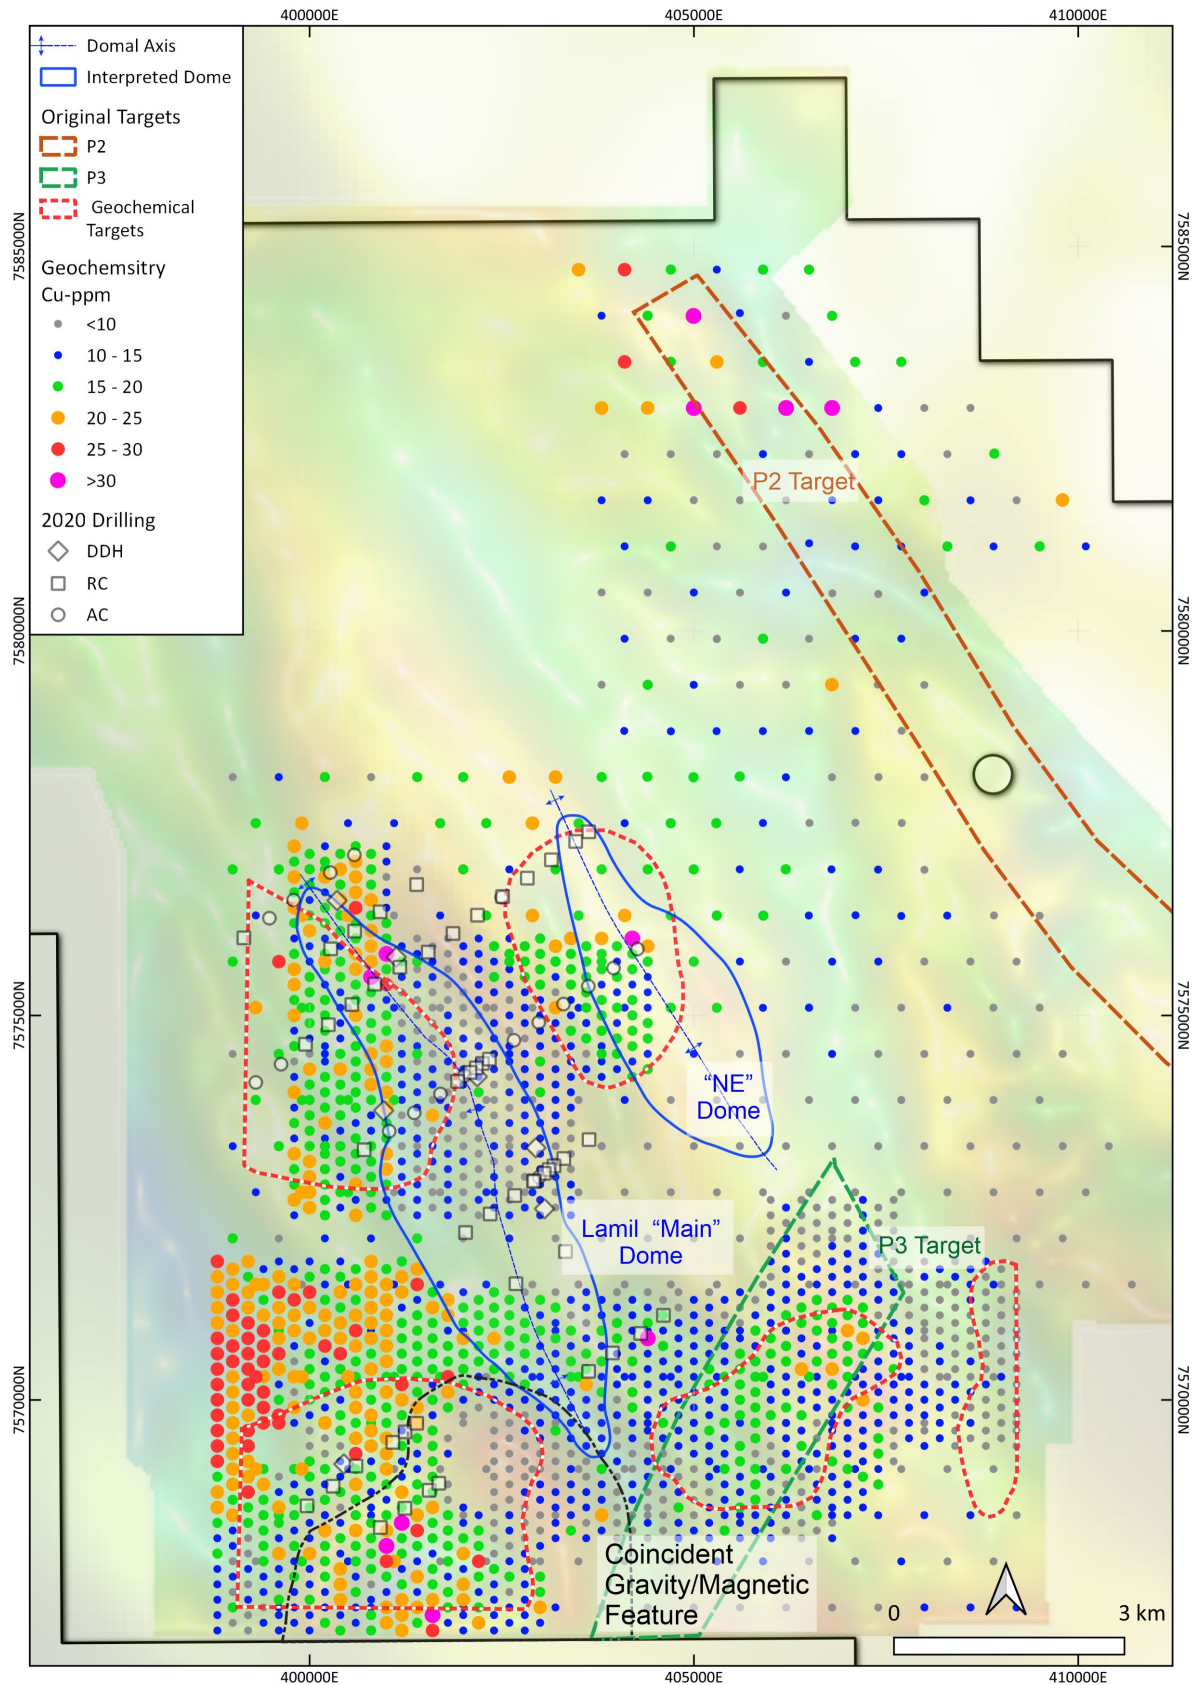 400000E
405000E
410000E
Domal Axis
Interpreted Dome
Original Targets
P2
P3
Geochemical
Targets
Geochemsitry
Cu-ppm
<10
10 - 15
15 - 20
20 - 25
25 - 30
>30
2020 Drilling
DDH
RC
AC
7585000N
7585000N
P2 Target
7580000N
7580000N
7575000N
7575000N
“NE”
Dome
Lamil “Main”
Dome
P3 Target
7570000N
7570000N
Coincident
Gravity/Magnetic
Feature
0
3 km
400000E
405000E
410000E